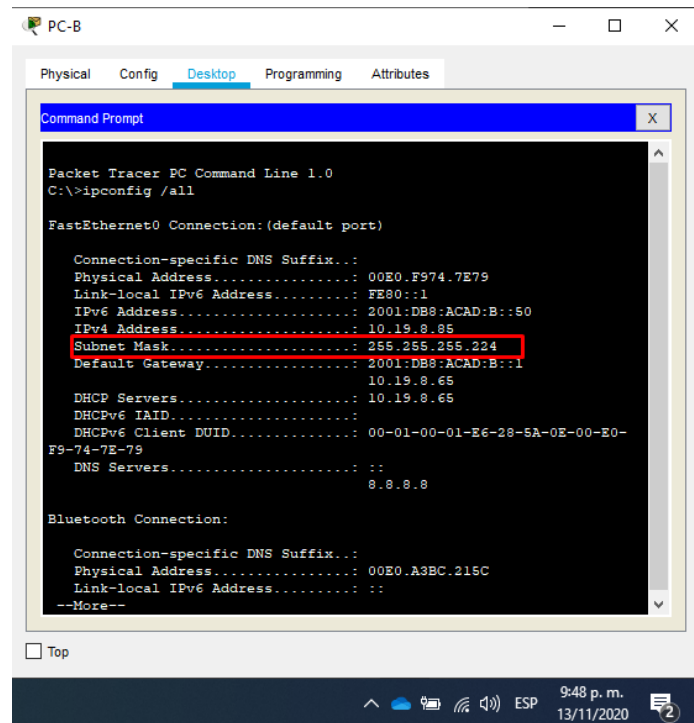 PC-B
Physical Config Desktop Programming Attributes
Command Prompt
X
Packet Tracer PC Command Line 1.0
C:\>ipconfig /all
FastEthernet0 Connection:(default port)
Connection-specific DNS Suffix..:
Physical Address................: 00E0.F974.7E79
Link-local IPv6 Address.........: FE80::1
IPv6 Address....................: 2001:DB8:ACAD:B::50
IPv4 Address....................: 10.19.8.85
Subnet Mask.....................: 255.255.255.224
Default Gateway.................: 2001:DB8:ACAD:B::1
10.19.8.65
DHCP Servers....................: 10.19.8.65
DHCPv6 IAID.....................:
DHCPv6 Client DUID..............: 00-01-00-01-E6-28-5A-0E-00-E0-
F9-74-7E-79
DNS Servers.....................: ::
8.8.8.8
Bluetooth Connection:
Connection-specific DNS Suffix..:
Physical Address................: 00E0.A3BC.215C
Link-local IPv6 Address.........: ::
--More--
Top
ESP
9:48 p. m.
13/11/2020
2